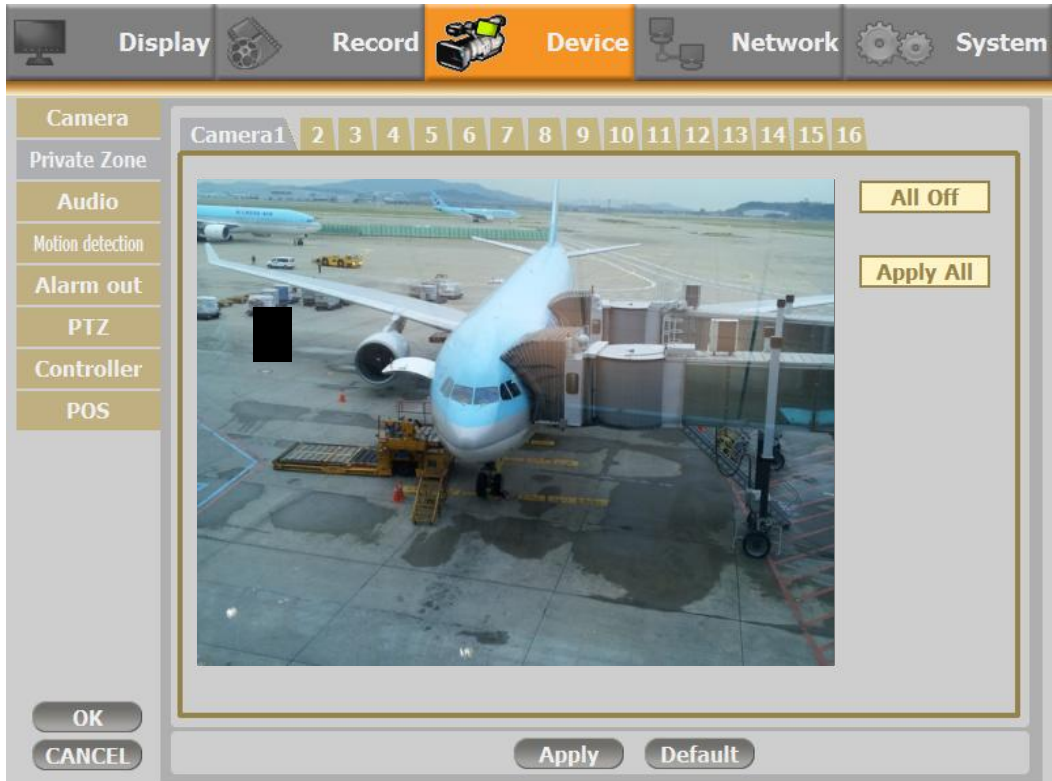 Display Record Device Network System
Camera
Private Zone
Audio
Motion detection
Alarm out
PTZ
Controller
POS
OK
CANCEL
Camera1 2 3 4 5 6 7 8 9 10 11 12 13 14 15 16
All Off
Apply All
Apply Default